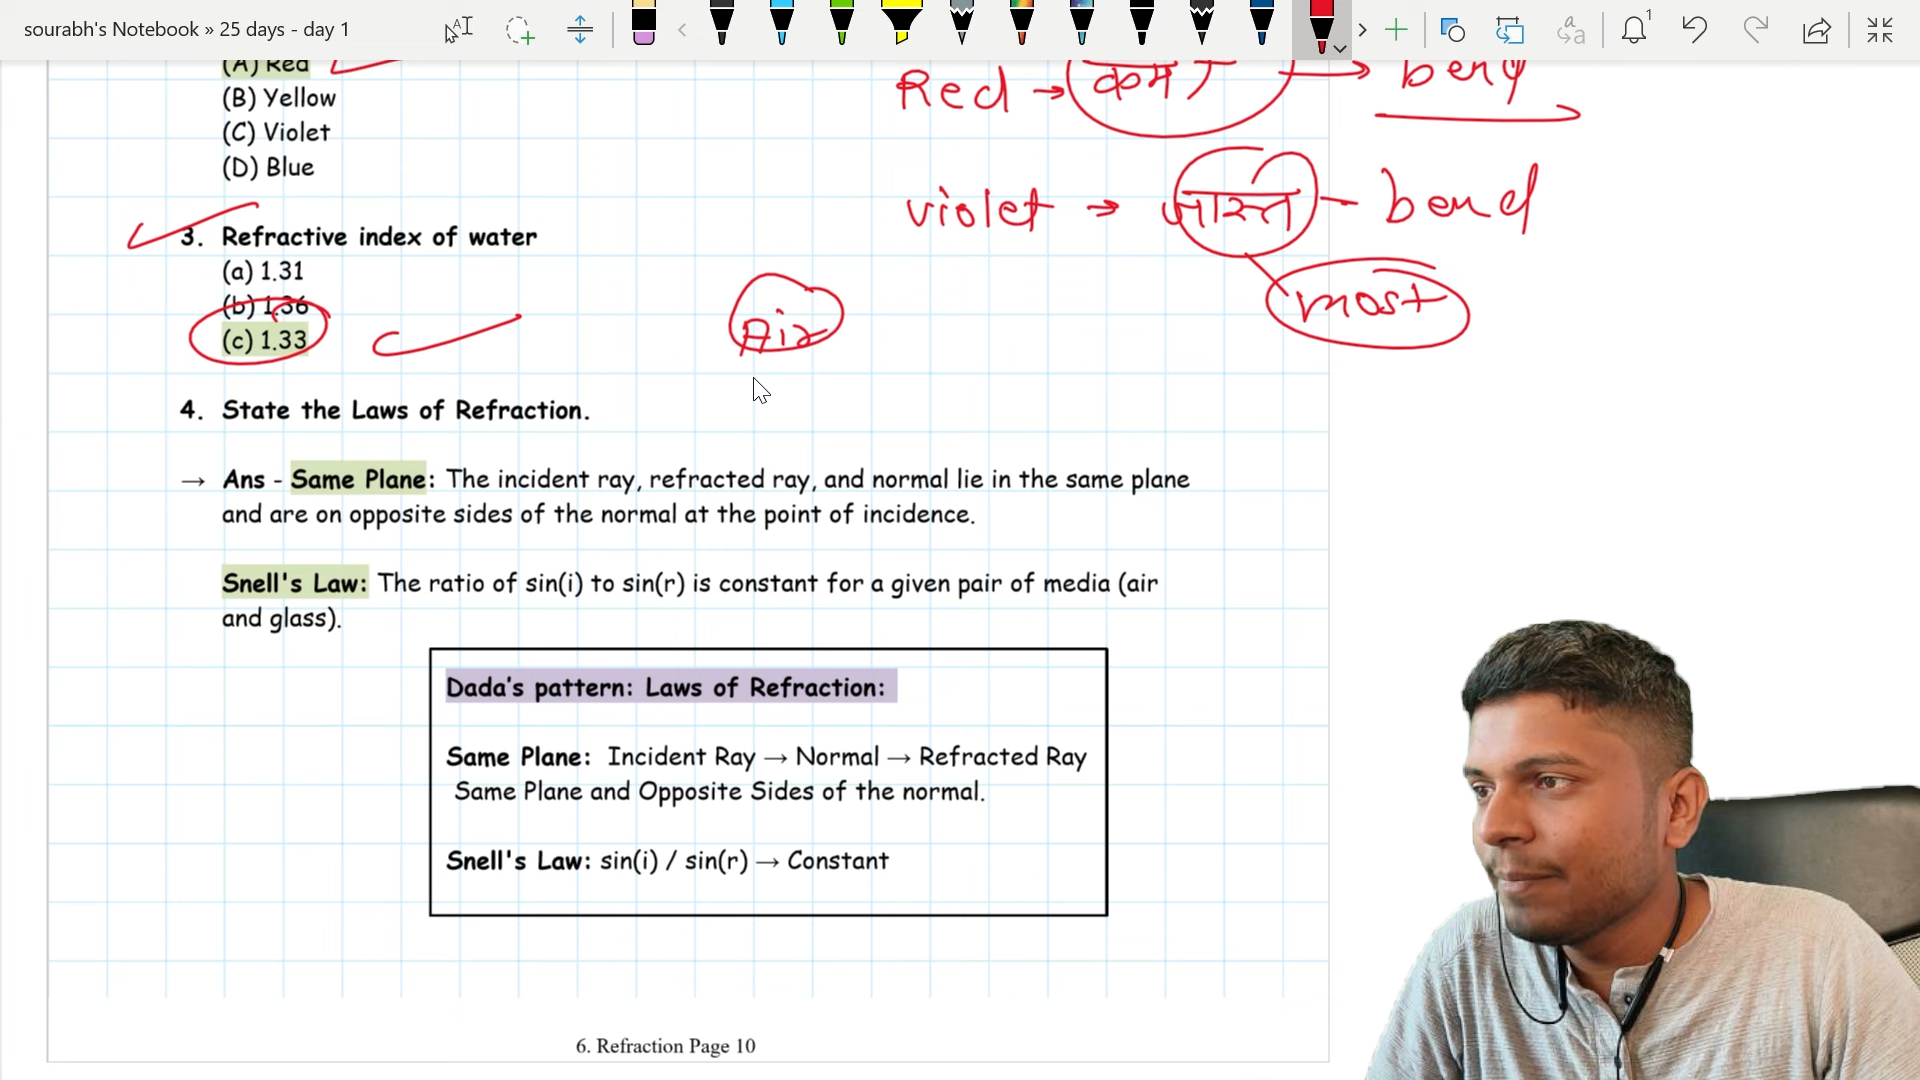 sourabh's Notebook » 25 days - day 1
1
(A) Red
(B) Yellow
(C) Violet
(D) Blue
Red → कम → bend
violet → जास्त - bend
most
3. Refractive index of water
(a) 1.31
(b) 1.36
(c) 1.33
Air
4. State the Laws of Refraction.
→ Ans - Same Plane: The incident ray, refracted ray, and normal lie in the same plane
and are on opposite sides of the normal at the point of incidence.
Snell's Law: The ratio of sin(i) to sin(r) is constant for a given pair of media (air
and glass).
Dada's pattern: Laws of Refraction:
Same Plane: Incident Ray → Normal → Refracted Ray
Same Plane and Opposite Sides of the normal.
Snell's Law: sin(i) / sin(r) → Constant
6. Refraction Page 10